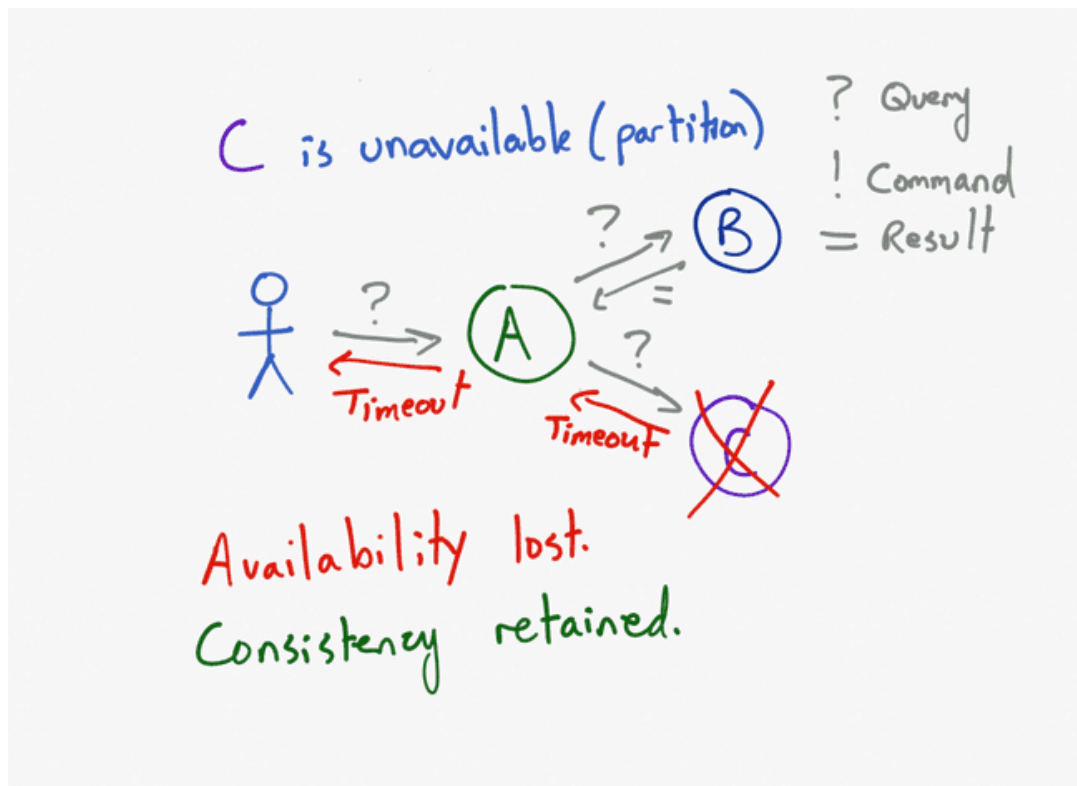 C is unavailable (partition)
? Query
! Command
= Result
?
=
B
?
A
Timeout
?
Timeout
C
Availability lost.
Consistency retained.